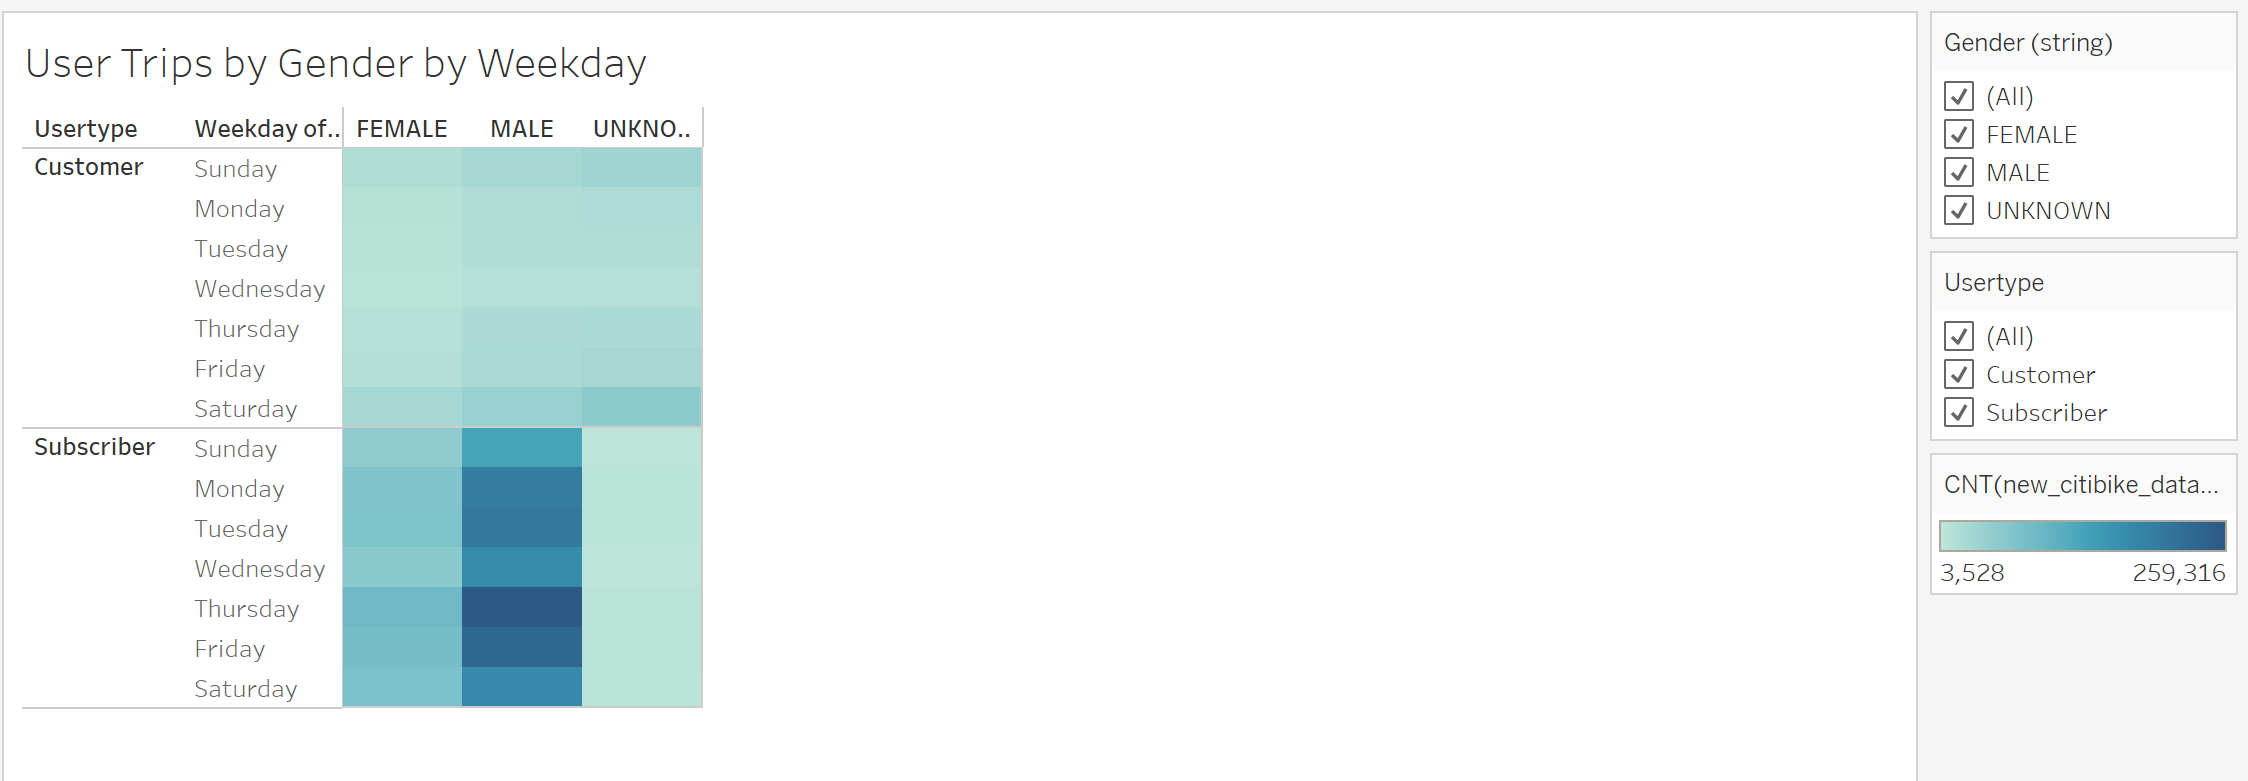 User Trips by Gender by Weekday
Usertype Weekday of.. FEMALE MALE UNKNO..
Customer Sunday
Monday
Tuesday
Wednesday
Thursday
Friday
Saturday
Subscriber Sunday
Monday
Tuesday
Wednesday
Thursday
Friday
Saturday
Gender (string)
(All)
FEMALE
MALE
UNKNOWN
Usertype
(All)
Customer
Subscriber
CNT(new_citibike_data...
3,528 259,316